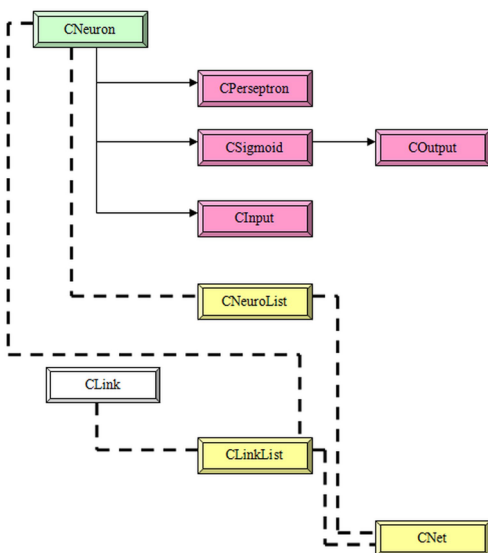 CNeuron
CPerseptron
CSigmoid
COutput
CInput
CNeuroList
CLink
CLinkList
CNet